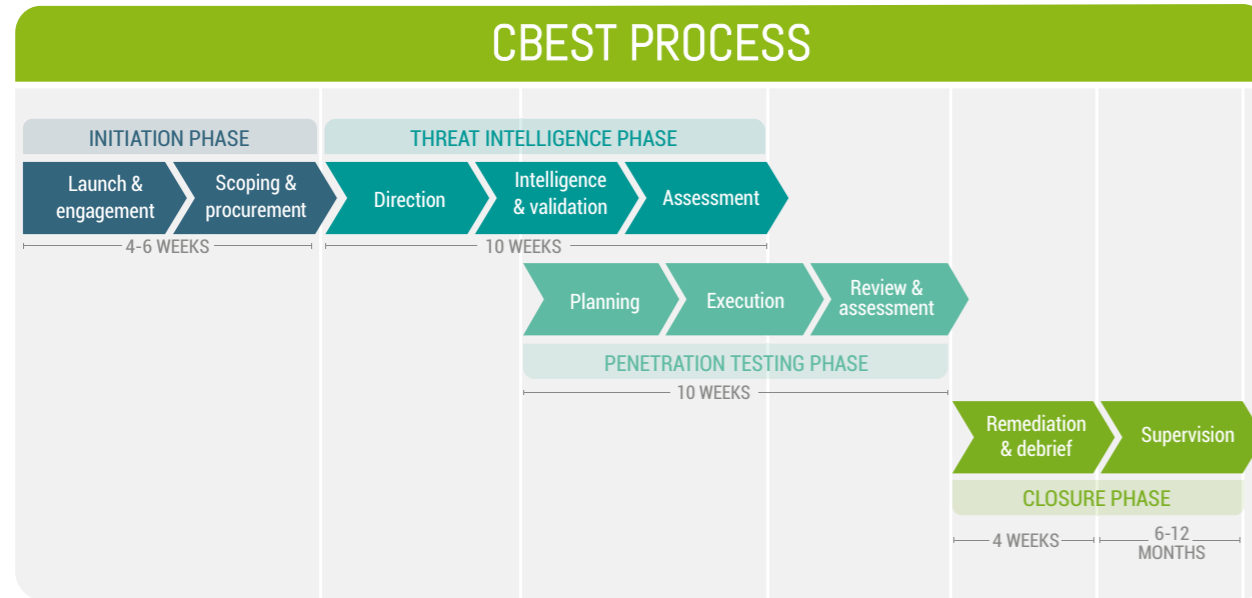 CBEST PROCESS
INITIATION PHASE
THREAT INTELLIGENCE PHASE
Launch &
engagement
Scoping &
procurement
Direction
Intelligence
& validation
Assessment
4-6 WEEKS
10 WEEKS
Planning
Execution
Review &
assessment
PENETRATION TESTING PHASE
10 WEEKS
Remediation
& debrief
Supervision
CLOSURE PHASE
4 WEEKS
6-12
MONTHS